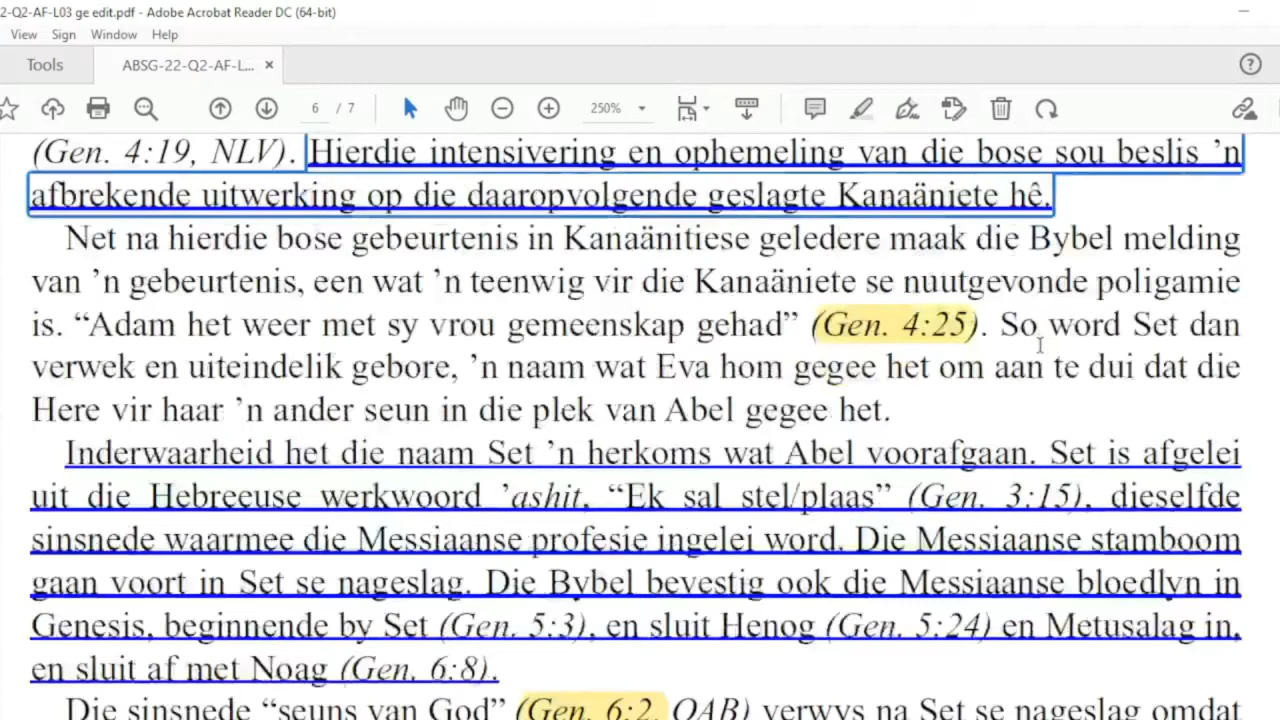 2-Q2-AF-L03 ge edit.pdf - Adobe Acrobat Reader DC (64-bit)
View Sign Window Help
Tools ABSG-22-Q2-AF-L... ×
6 / 7 250%
(Gen. 4:19, NLV). Hierdie intensivering en ophemeling van die bose sou beslis ’n
afbrekende uitwerking op die daaropvolgende geslagte Kanaäniete hê.
Net na hierdie bose gebeurtenis in Kanaänitiese geledere maak die Bybel melding
van ’n gebeurtenis, een wat ’n teenwig vir die Kanaäniete se nuutgevonde poligamie
is. “Adam het weer met sy vrou gemeenskap gehad” (Gen. 4:25). So word Set dan
verwek en uiteindelik gebore, ’n naam wat Eva hom gegee het om aan te dui dat die
Here vir haar ’n ander seun in die plek van Abel gegee het.
Inderwaarheid het die naam Set ’n herkoms wat Abel voorafgaan. Set is afgelei
uit die Hebreeuse werkwoord ’ashit, “Ek sal stel/plaas” (Gen. 3:15), dieselfde
sinsnede waarmee die Messiaanse profesie ingelei word. Die Messiaanse stamboom
gaan voort in Set se nageslag. Die Bybel bevestig ook die Messiaanse bloedlyn in
Genesis, beginnende by Set (Gen. 5:3), en sluit Henog (Gen. 5:24) en Metusalag in,
en sluit af met Noag (Gen. 6:8).
Die sinsnede “seuns van God” (Gen. 6:2, OAB) verwys na Set se nageslag omdat